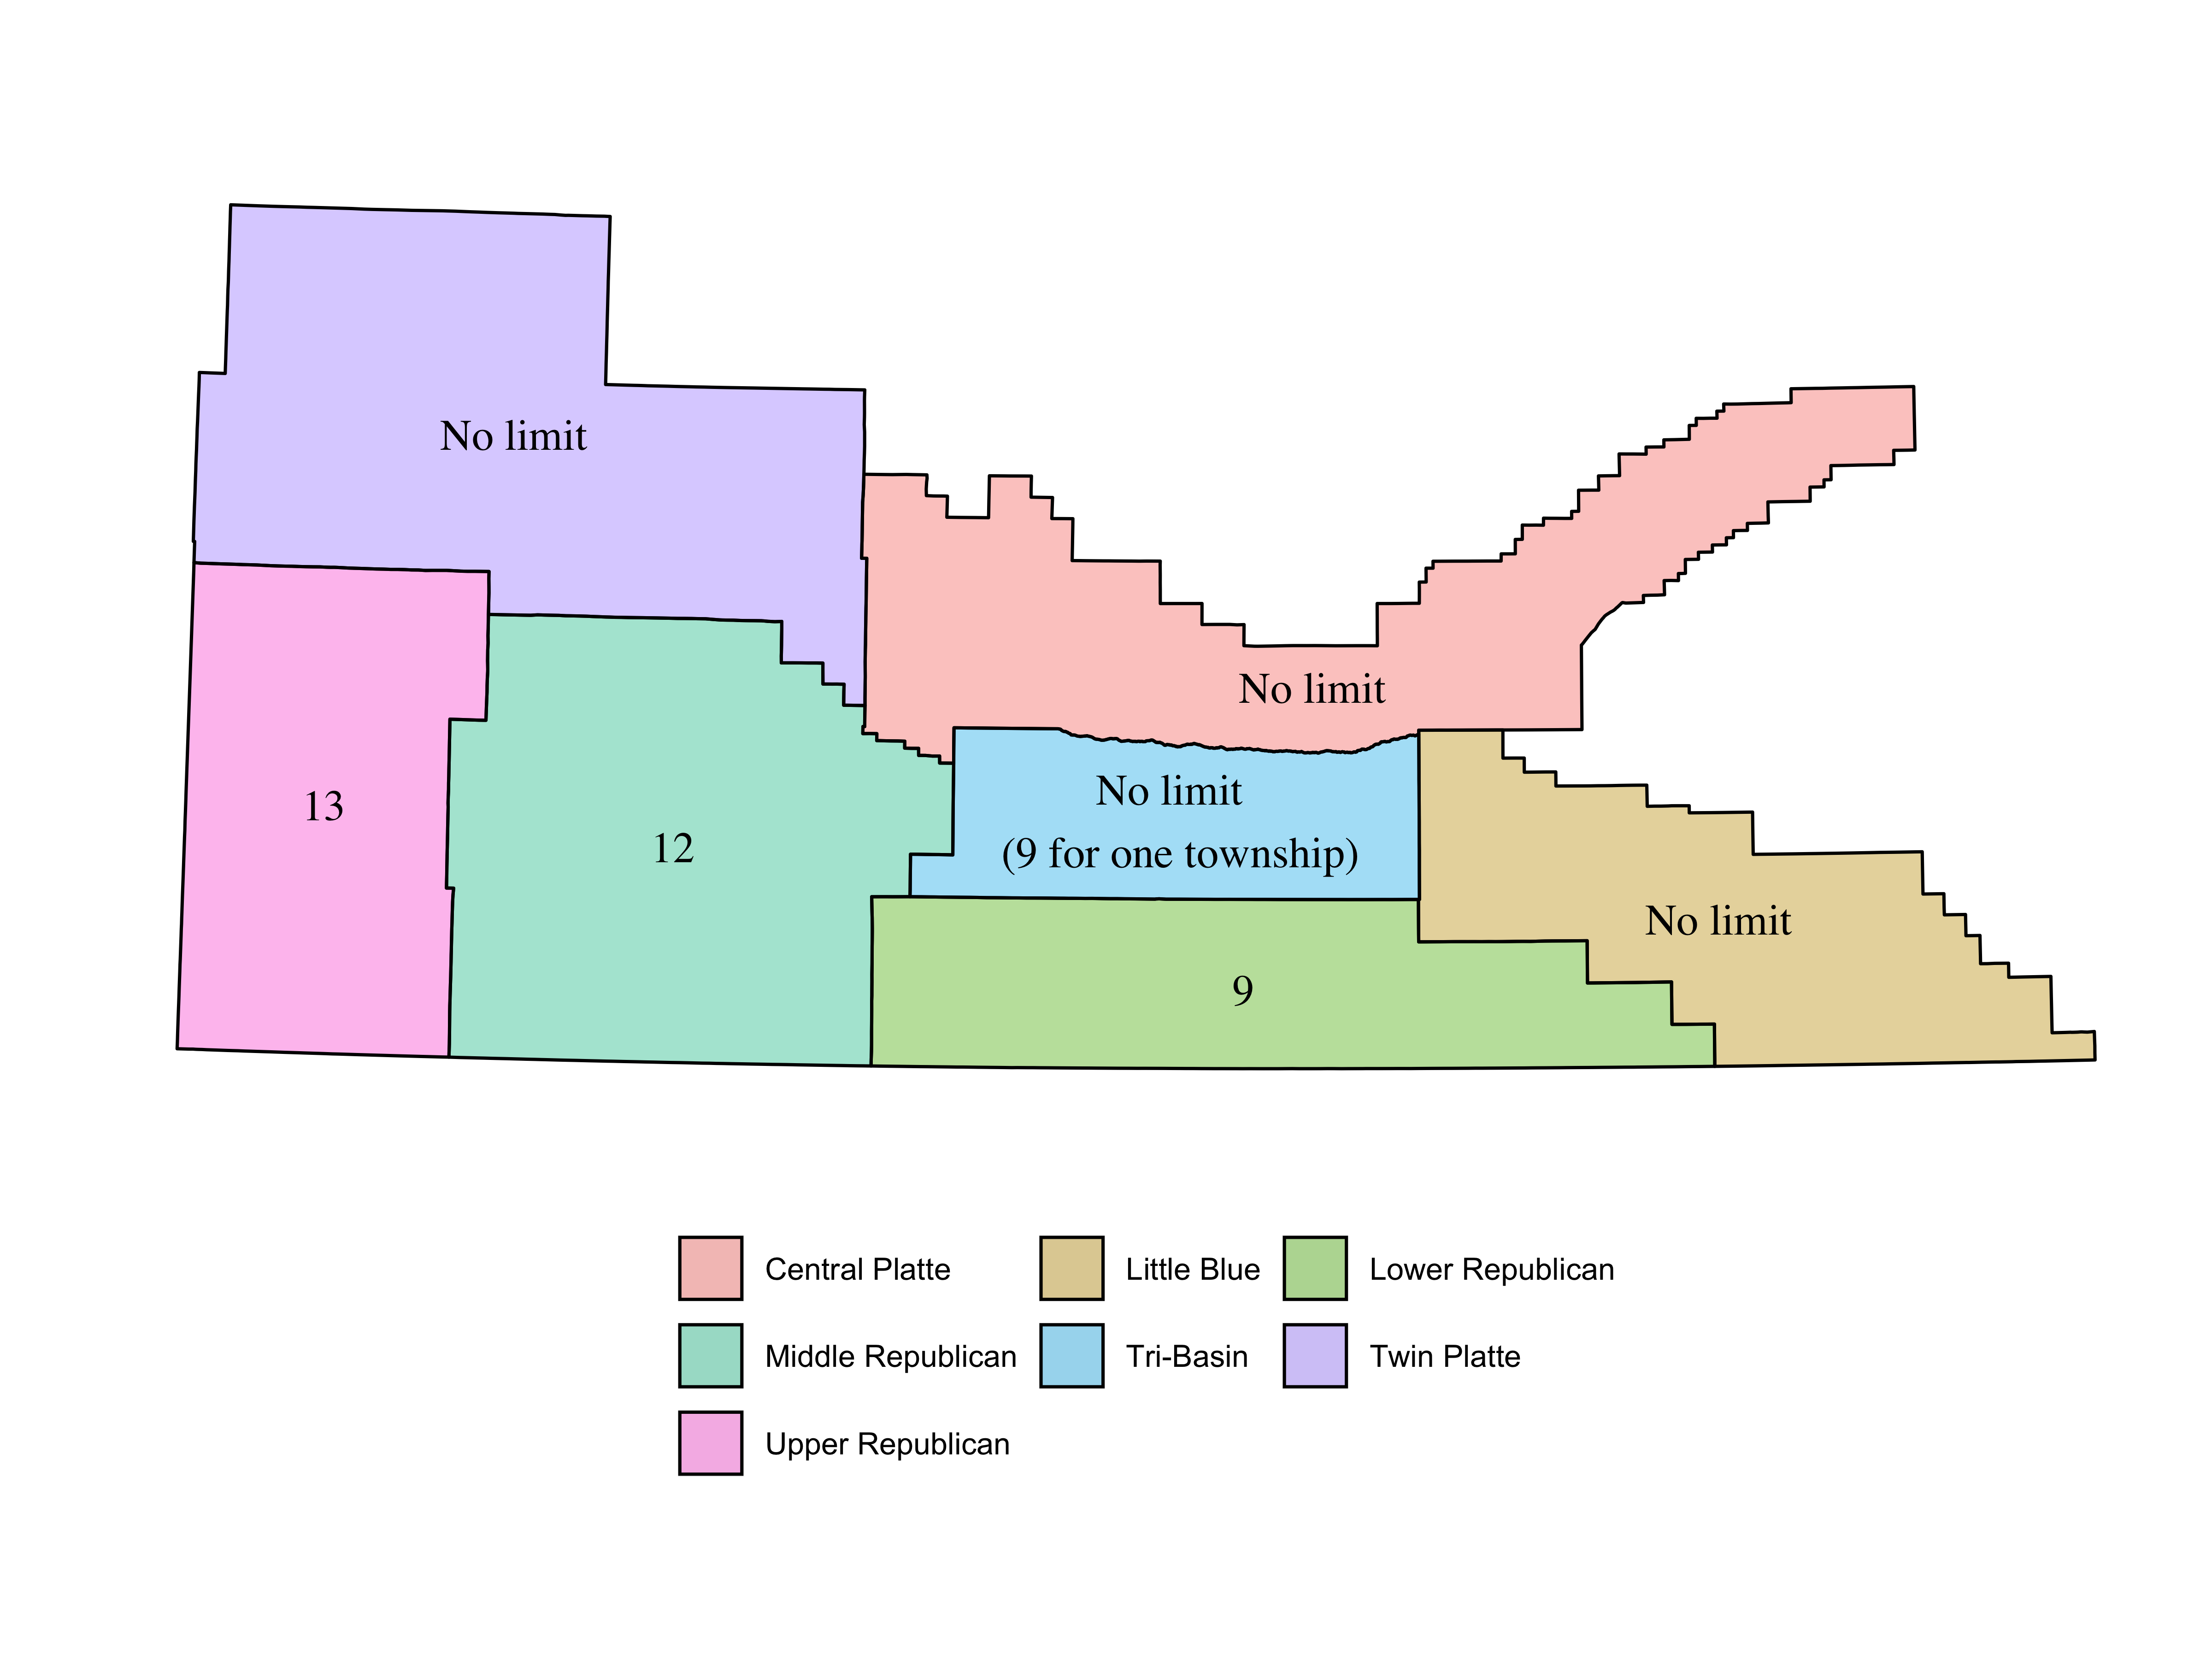 No limit
No limit
No limit
(9 for one township)
13
12
No limit
9
Central Platte
Little Blue
Lower Republican
Middle Republican
Tri-Basin
Twin Platte
Upper Republican